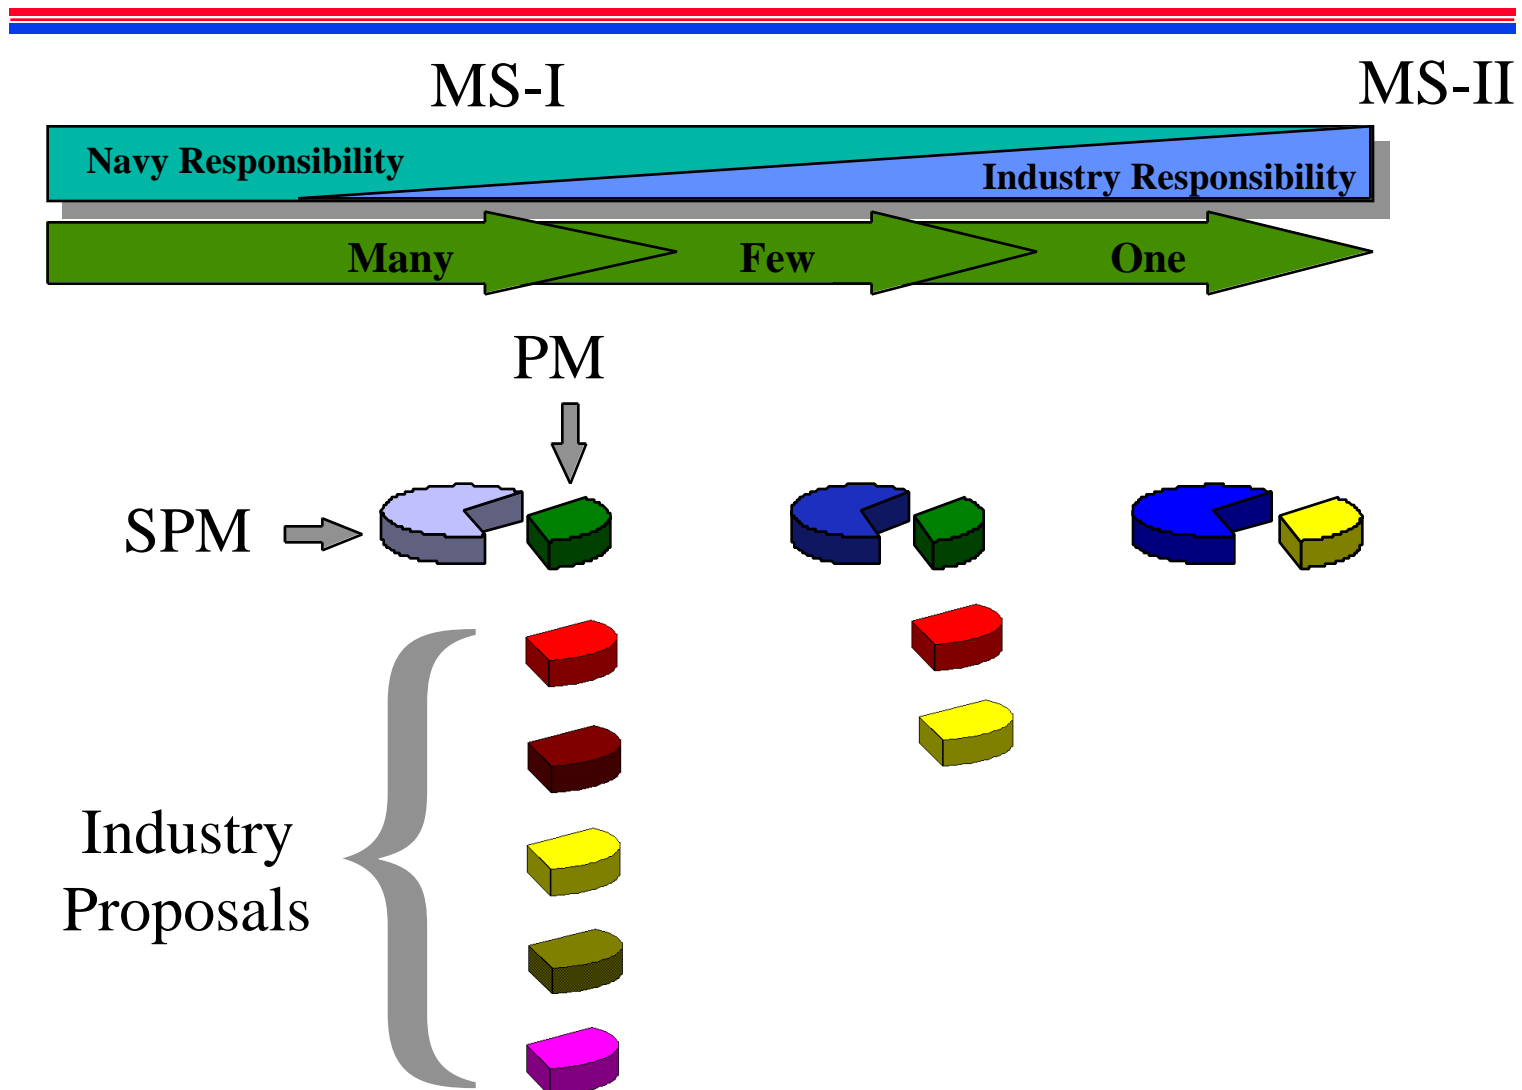 MS-I
MS-II
Navy Responsibility
Industry Responsibility
Many
Few
One
PM
SPM
Industry
Proposals